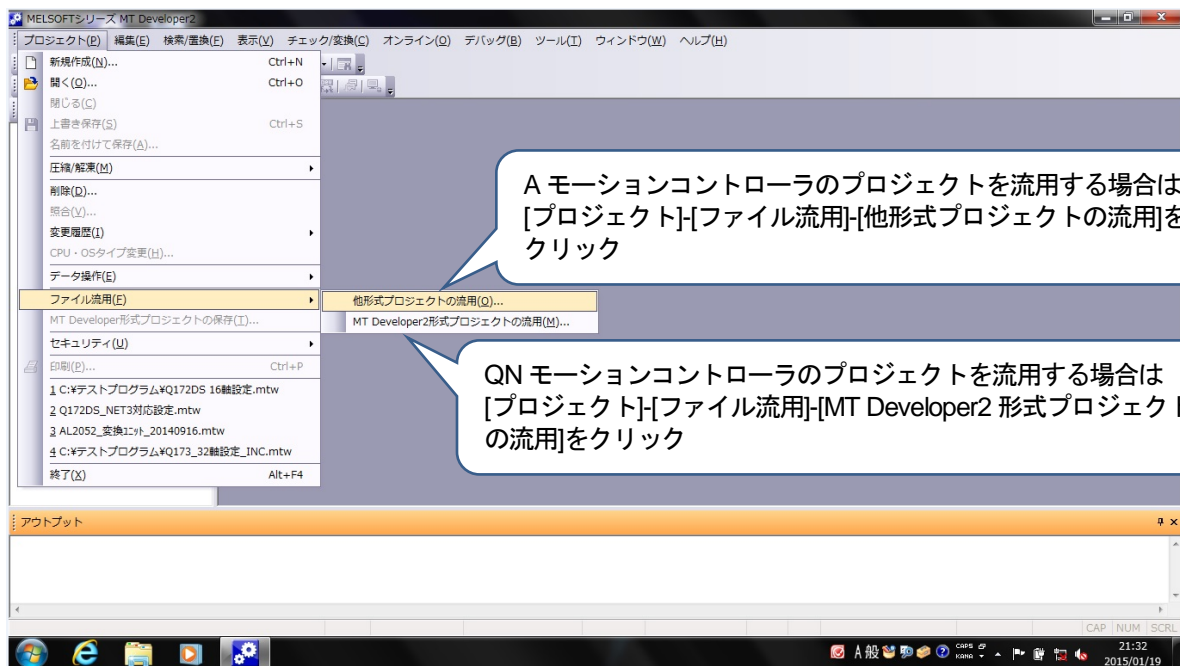 MELSOFTシリーズ MT Developer2
プロジェクト(P) 編集(E) 検索/置換(F) 表示(V) チェック/変換(C) オンライン(O) デバッグ(B) ツール(T) ウィンドウ(W) ヘルプ(H)
新規作成(N)... Ctrl+N
開く(O)... Ctrl+O
閉じる(C)
上書き保存(S) Ctrl+S
名前を付けて保存(A)...
圧縮/解凍(M)
削除(D)...
照合(V)...
変更履歴(I)
CPU・OSタイプ変更(H)...
データ操作(E)
ファイル流用(F)
MT Developer形式プロジェクトの保存(T)...
セキュリティ(U)
印刷(P)... Ctrl+P
1 C:¥テストプログラム¥Q172DS 16軸設定.mtw
2 Q172DS_NET3対応設定.mtw
3 AL2052_変換ﾕﾆｯﾄ_20140916.mtw
4 C:¥テストプログラム¥Q173_32軸設定_INC.mtw
終了(X) Alt+F4
他形式プロジェクトの流用(O)...
MT Developer2形式プロジェクトの流用(M)...
A モーションコントローラのプロジェクトを流用する場合は
[プロジェクト]-[ファイル流用]-[他形式プロジェクトの流用]を
クリック
QN モーションコントローラのプロジェクトを流用する場合は
[プロジェクト]-[ファイル流用]-[MT Developer2 形式プロジェクト
の流用]をクリック
アウトプット
CAP NUM SCRL
A 般 CAPS KANA
21:32
2015/01/19